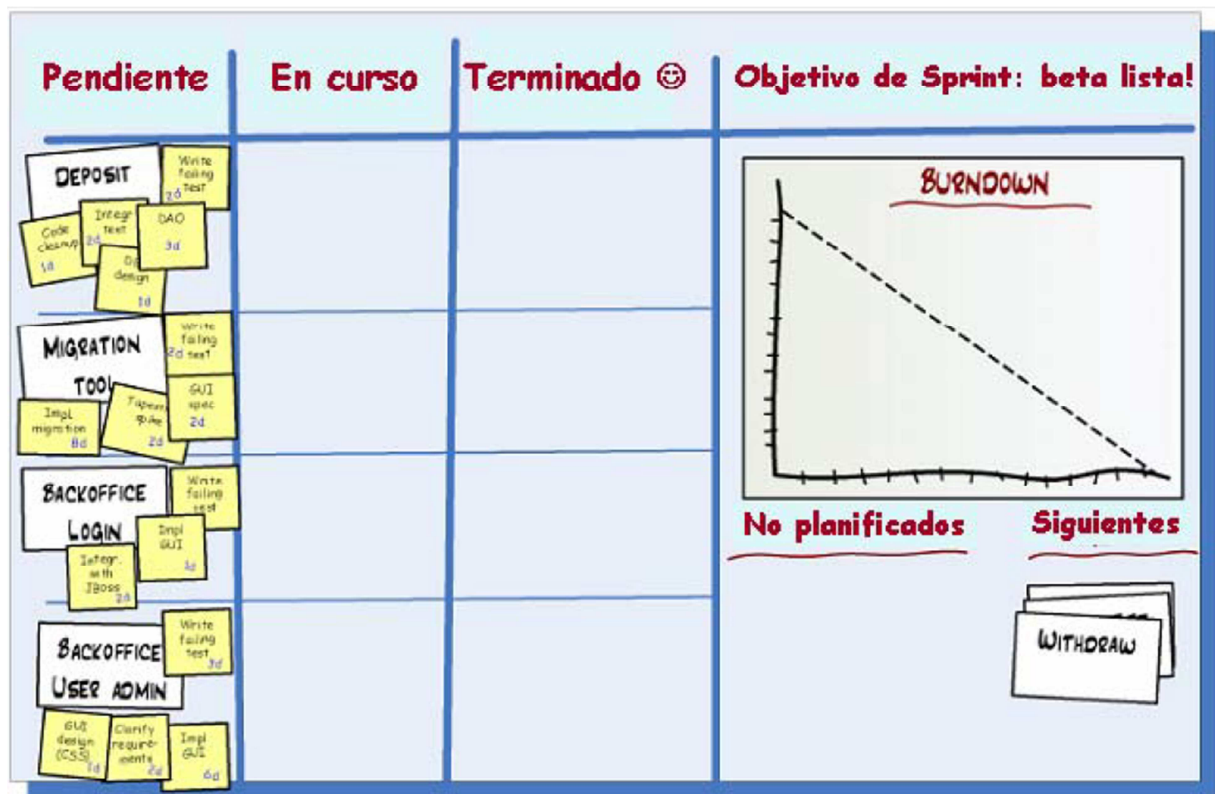 Pendiente
En curso
Terminado ☺
Objetivo de Sprint: beta lista!
DEPOSIT
Write
failing
test
2d
Code
cleanup
1d
Integr
test
2d
DAO
3d
design
1d
MIGRATION
TOOL
Write
failing
test
2d
Impl
migration
8d
2d
GUI
spec
2d
BACKOFFICE
LOGIN
Write
failing
test
Impl
GUI
1d
Integr.
with
JBoss
2d
BACKOFFICE
USER ADMIN
Write
failing
test
3d
GUI
design
(CSS)
1d
Clarify
require-
ments
2d
Impl
GUI
6d
BURNDOWN
No planificados
Siguientes
WITHDRAW